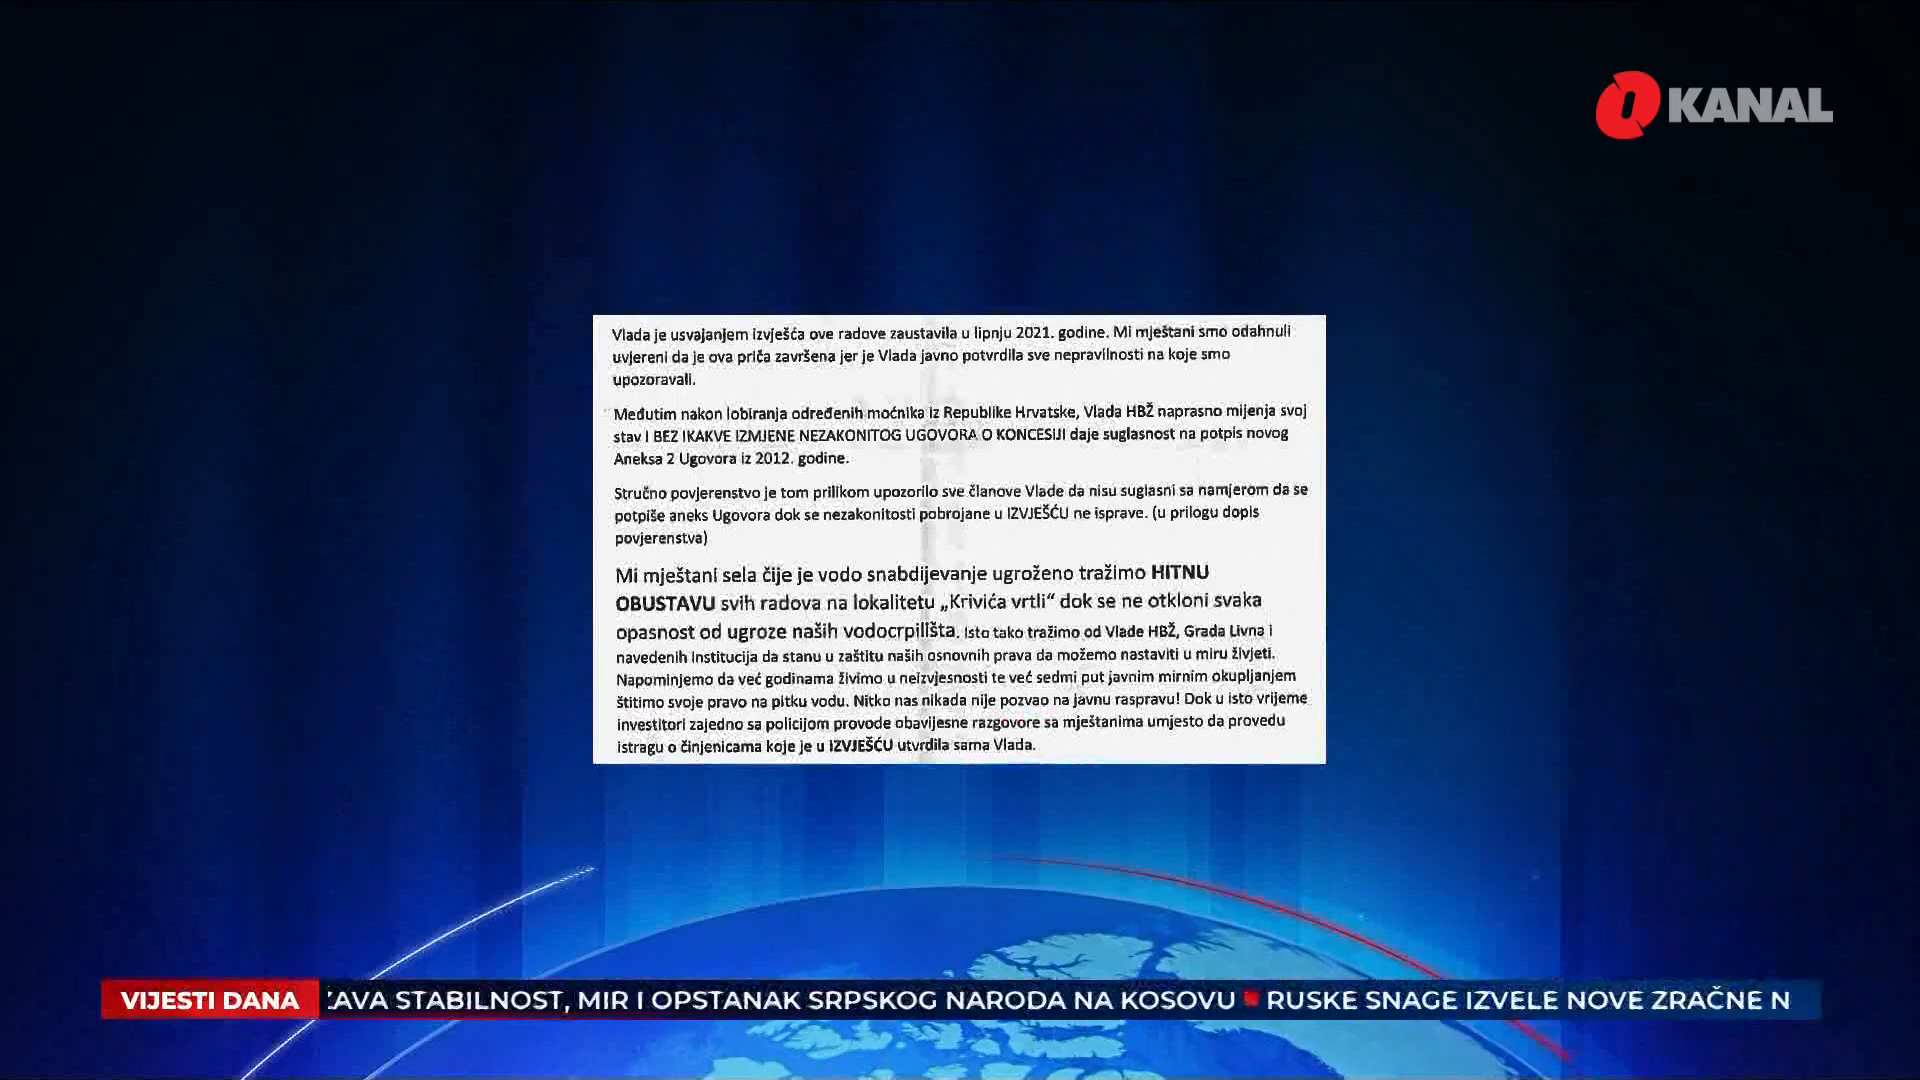 O KANAL
Vlada je usvajanjem izvješća ove radove zaustavila u lipnju 2021. godine. Mi mještani smo odahnuli
uvjereni da je ova priča završena jer je Vlada javno potvrdila sve nepravilnosti na koje smo
upozoravali.
Međutim nakon lobiranja određenih moćnika iz Republike Hrvatske, Vlada HBŽ naprasno mijenja svoj
stav I BEZ IKAKVE IZMJENE NEZAKONITOG UGOVORA O KONCESIJI daje suglasnost na potpis novog
Aneksa 2 Ugovora iz 2012. godine.
Stručno povjerenstvo je tom prilikom upozorilo sve članove Vlade da nisu suglasni sa namjerom da se
potpiše aneks Ugovora dok se nezakonitosti pobrojane u IZVJEŠĆU ne isprave. (u prilogu dopis
povjerenstva)
Mi mještani sela čije je vodo snabdijevanje ugroženo tražimo HITNU
OBUSTAVU svih radova na lokalitetu „Krivića vrtli“ dok se ne otkloni svaka
opasnost od ugroze naših vodocrpilišta. Isto tako tražimo od Vlade HBŽ, Grada Livna i
navedenih institucija da stanu u zaštitu naših osnovnih prava da možemo nastaviti u miru živjeti.
Napominjemo da već godinama živimo u neizvjesnosti te već sedmi put javnim mirnim okupljanjem
štitimo svoje pravo na pitku vodu. Nitko nas nikada nije pozvao na javnu raspravu! Dok u isto vrijeme
investitori zajedno sa policijom provode obavijesne razgovore sa mještanima umjesto da provedu
istragu o činjenicama koje je u IZVJEŠĆU utvrdila sama Vlada.
VIJESTI DANA ŽAVA STABILNOST, MIR I OPSTANAK SRPSKOG NARODA NA KOSOVU RUSKE SNAGE IZVELE NOVE ZRAČNE N